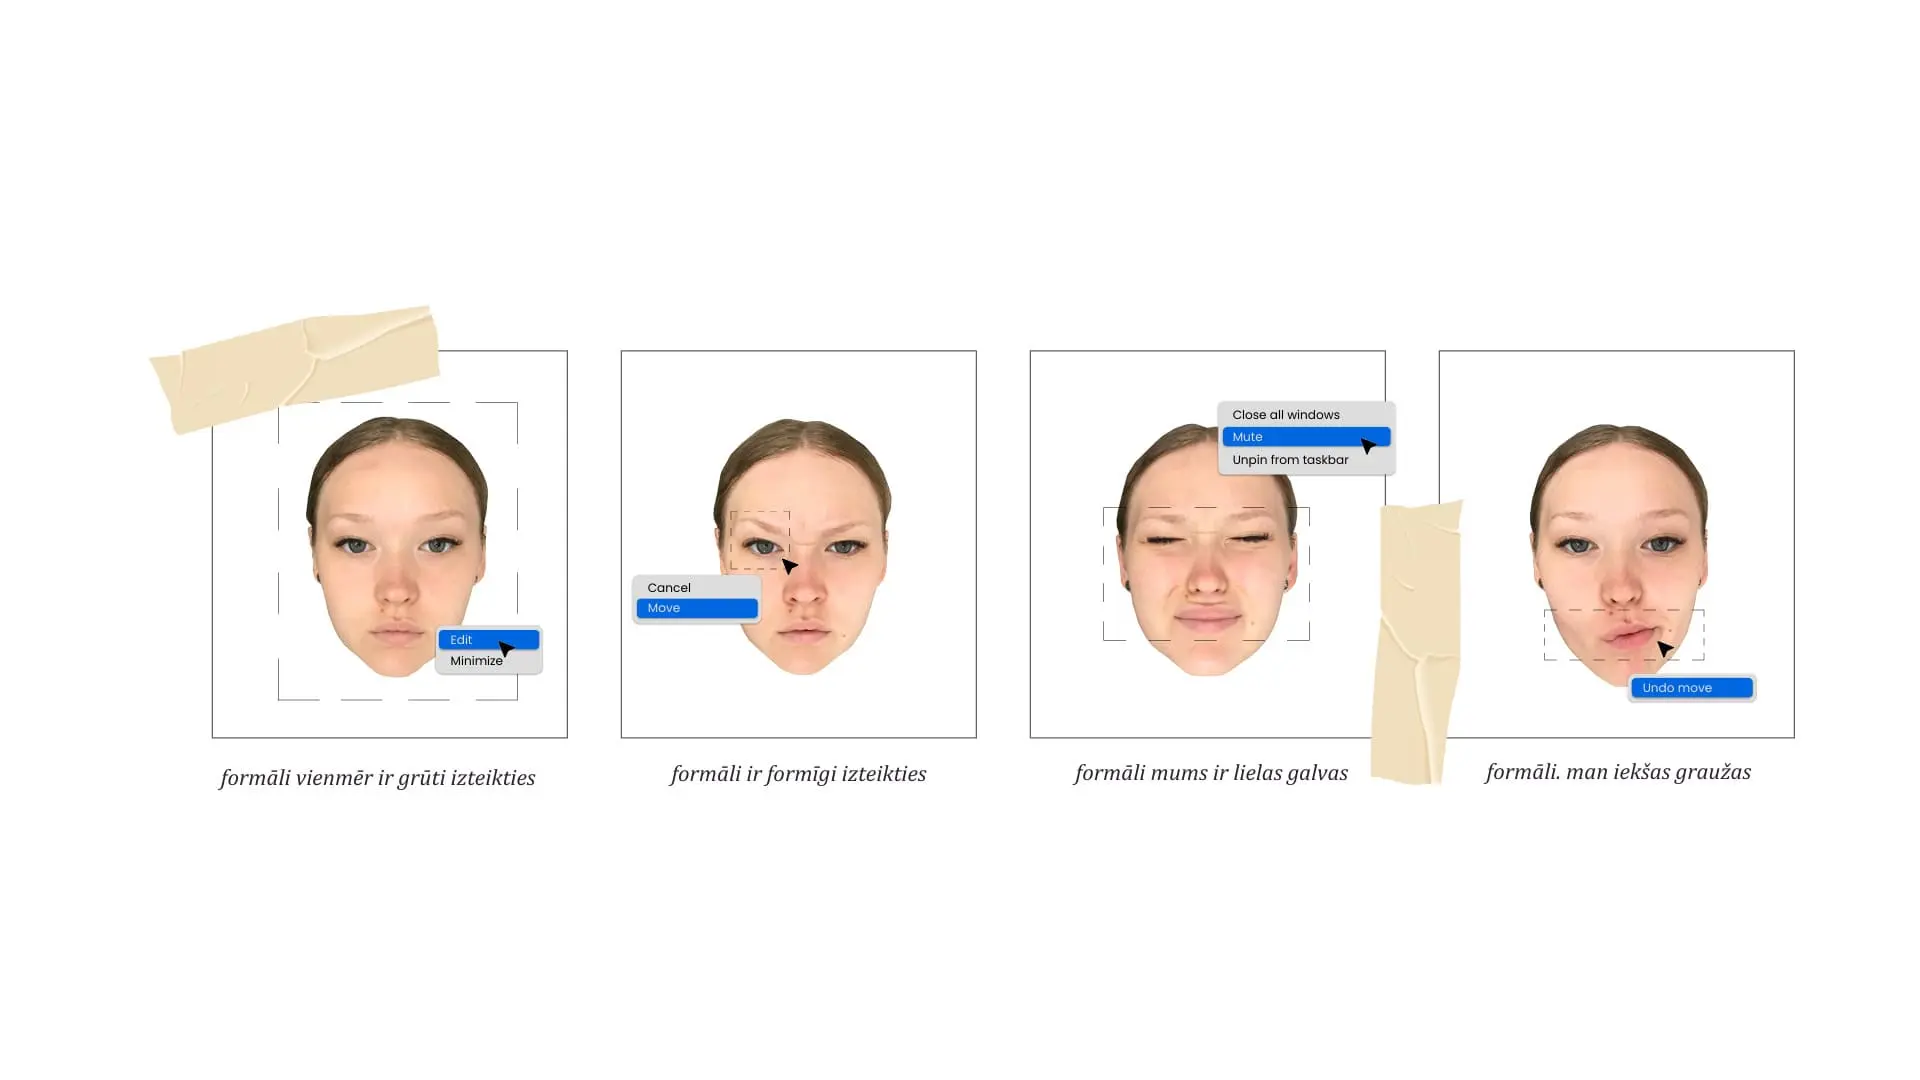 Edit
Minimize
formāli vienmēr ir grūti izteikties
Cancel
Move
formāli ir formīgi izteikties
Close all windows
Mute
Unpin from taskbar
formāli mums ir lielas galvas
Undo move
formāli. man iekšas graužas